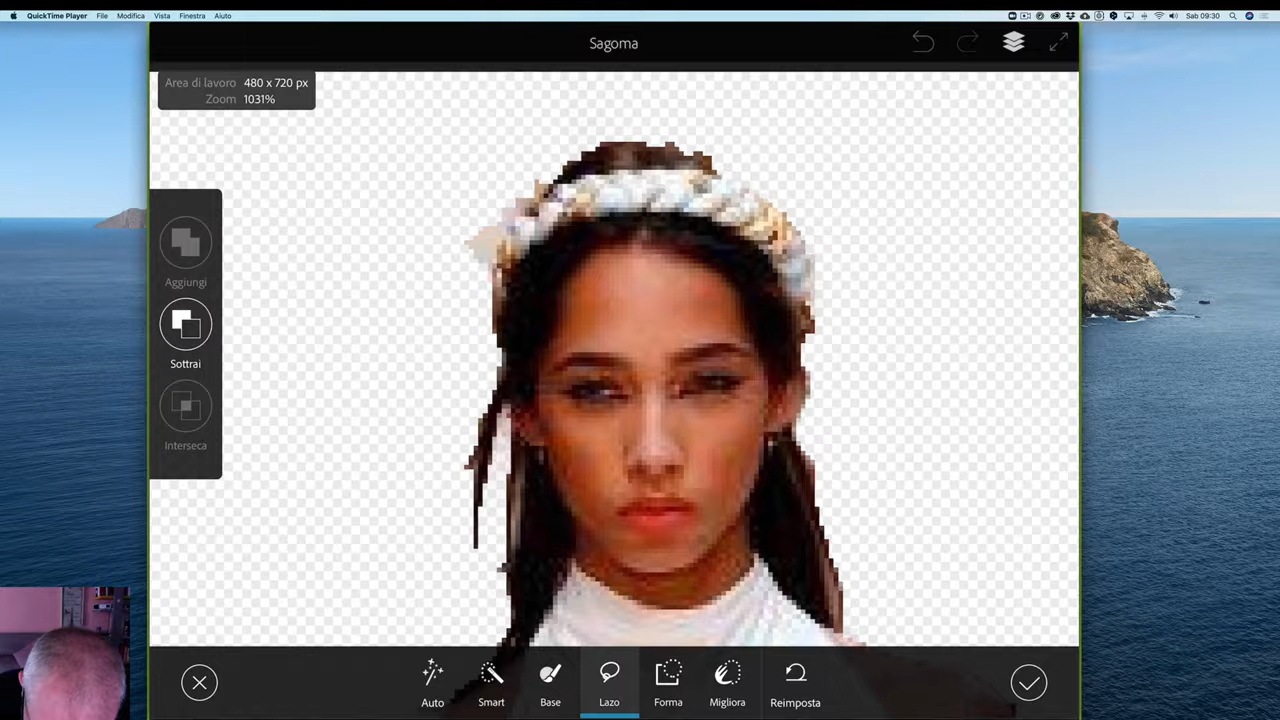 QuickTime Player File Modifica Vista Finestra Aiuto
Sab 09:30
Sagoma
Area di lavoro 480 x 720 px
Zoom 1031%
Aggiungi
Sottrai
Interseca
Auto Smart Base Lazo Forma Migliora Reimposta